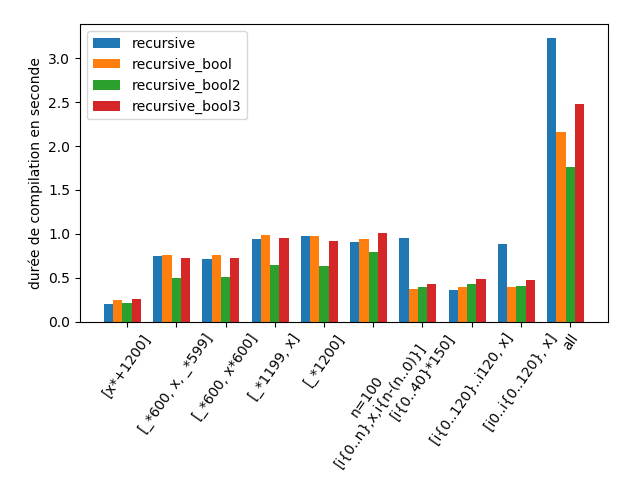 recursive
recursive_bool
recursive_bool2
recursive_bool3
durée de compilation en seconde
3.0
2.5
2.0
1.5
1.0
0.5
0.0
[x*+1200]
[_*600, x, _*599]
[_*600, x*600]
[_*1199, x]
[_*1200]
n=100
[i{0..n},x,i{n-(n..0)}]
[i{0..40}*150]
[i{0..120}..i120, x]
[i0..i{0..120}, x]
all